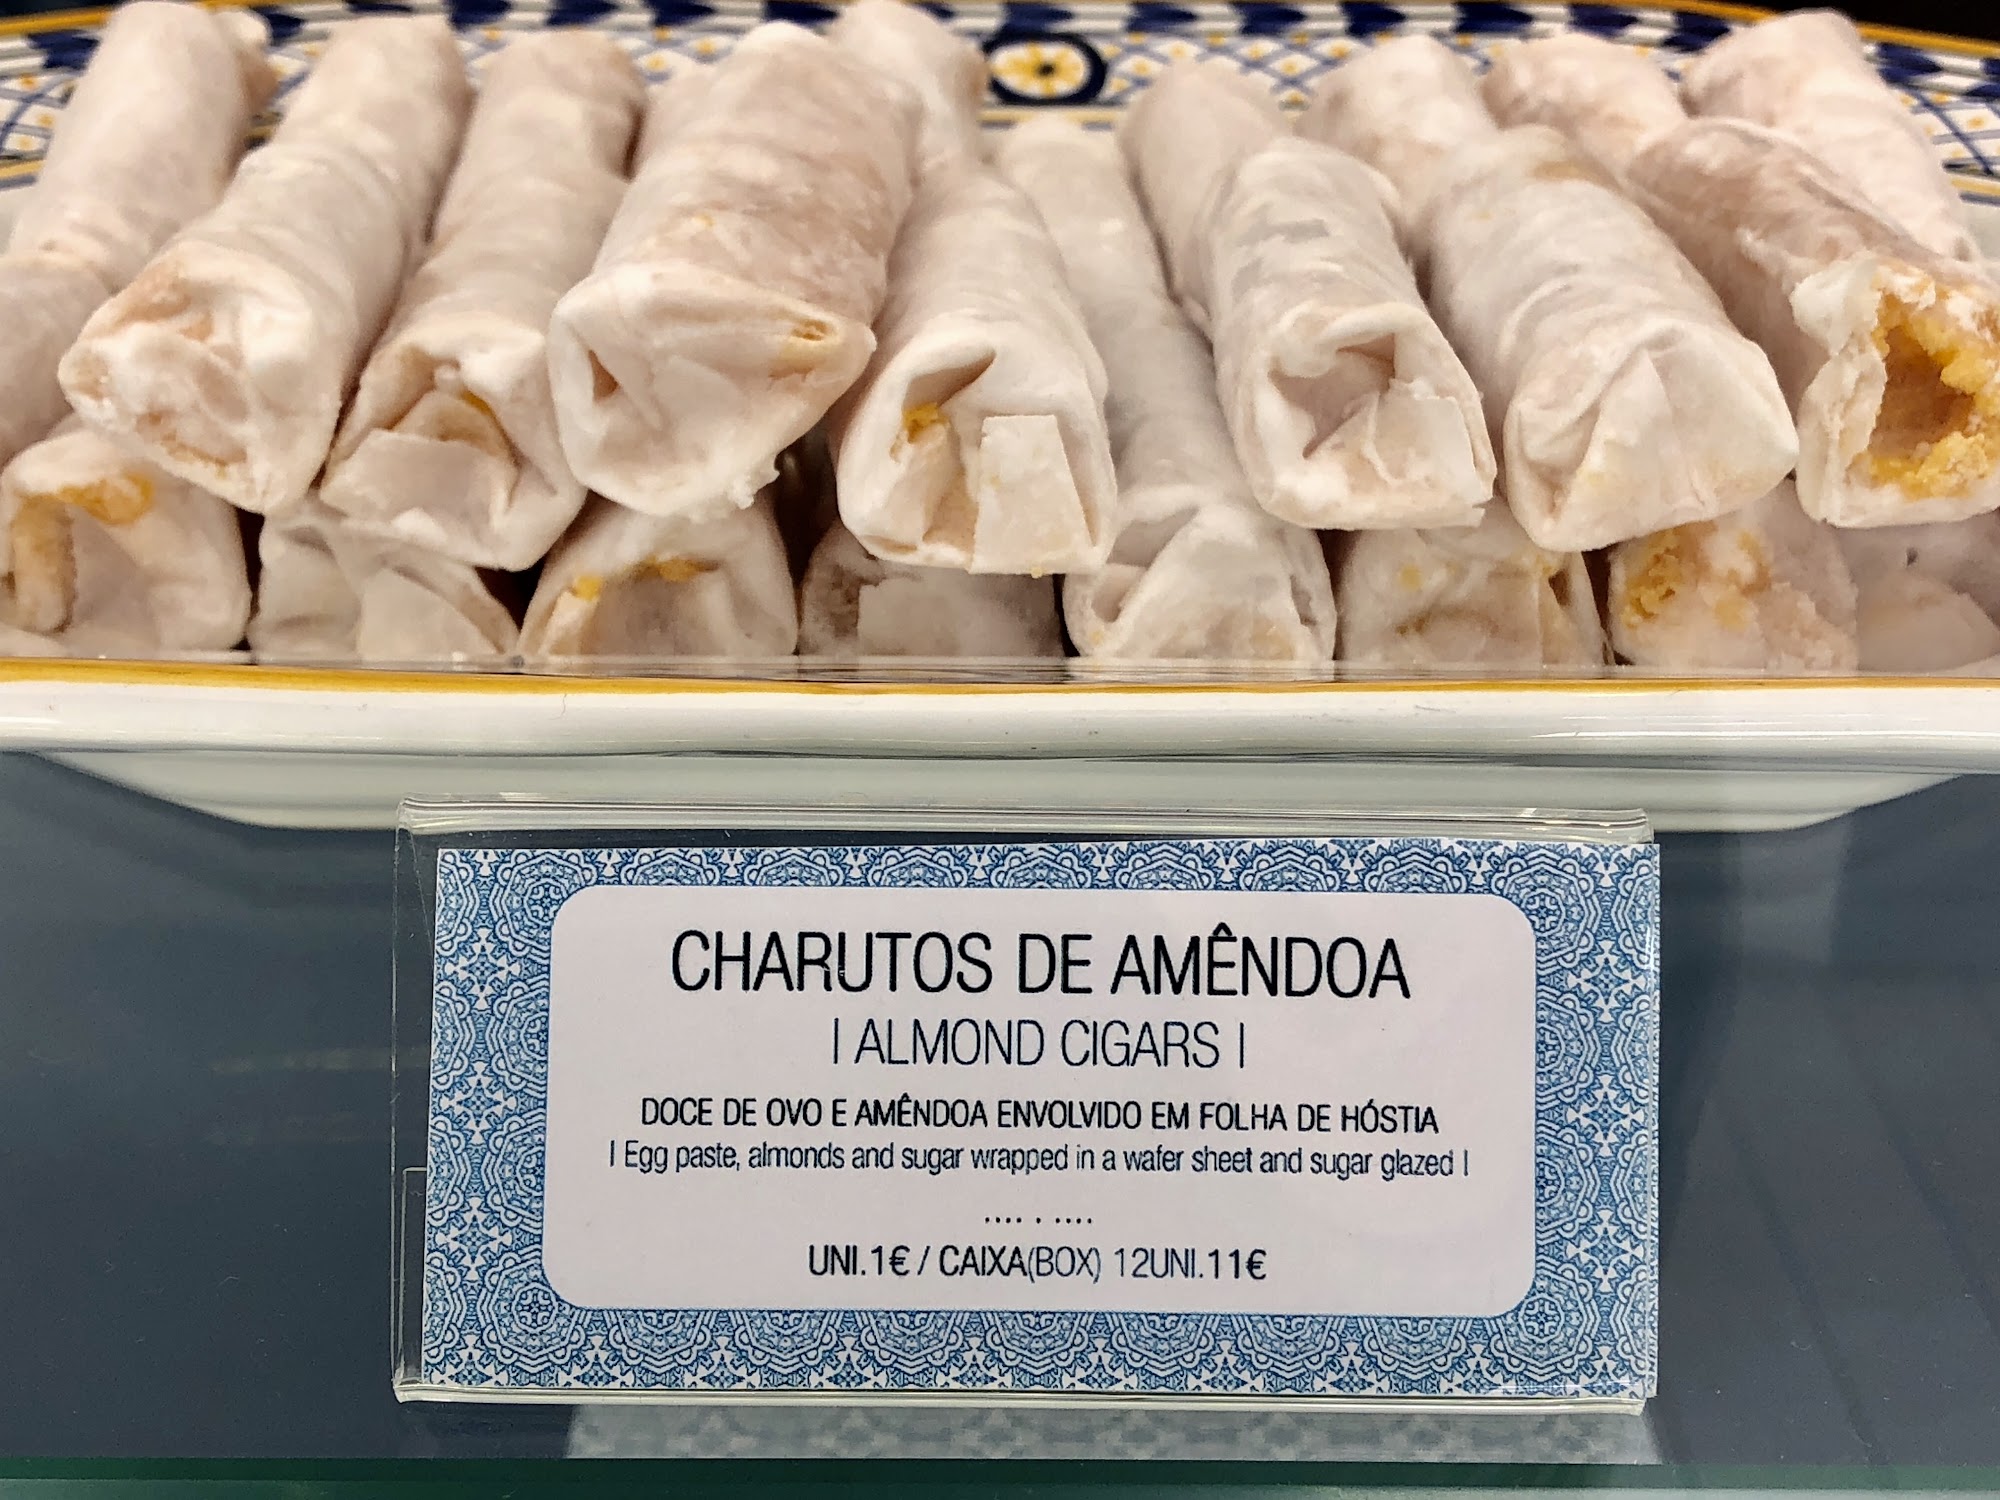 CHARUTOS DE AMÊNDOA
| ALMOND CIGARS |
DOCE DE OVO E AMÊNDOA ENVOLVIDO EM FOLHA DE HÓSTIA
| Egg paste, almonds and sugar wrapped in a wafer sheet and sugar glazed |
.... . ....
UNI.1€ / CAIXA(BOX) 12UNI.11€